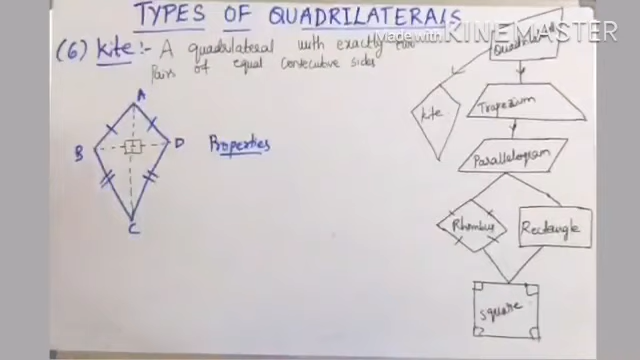 TYPES OF QUADRILATERALS
Made with KINEMASTER
(6) Kite :- A quadrilateral with exactly two
Pairs of equal consecutive sides
A
B
D
C
Properties
kite
Trapezium
Parallelogram
Rhombus
Rectangle
square